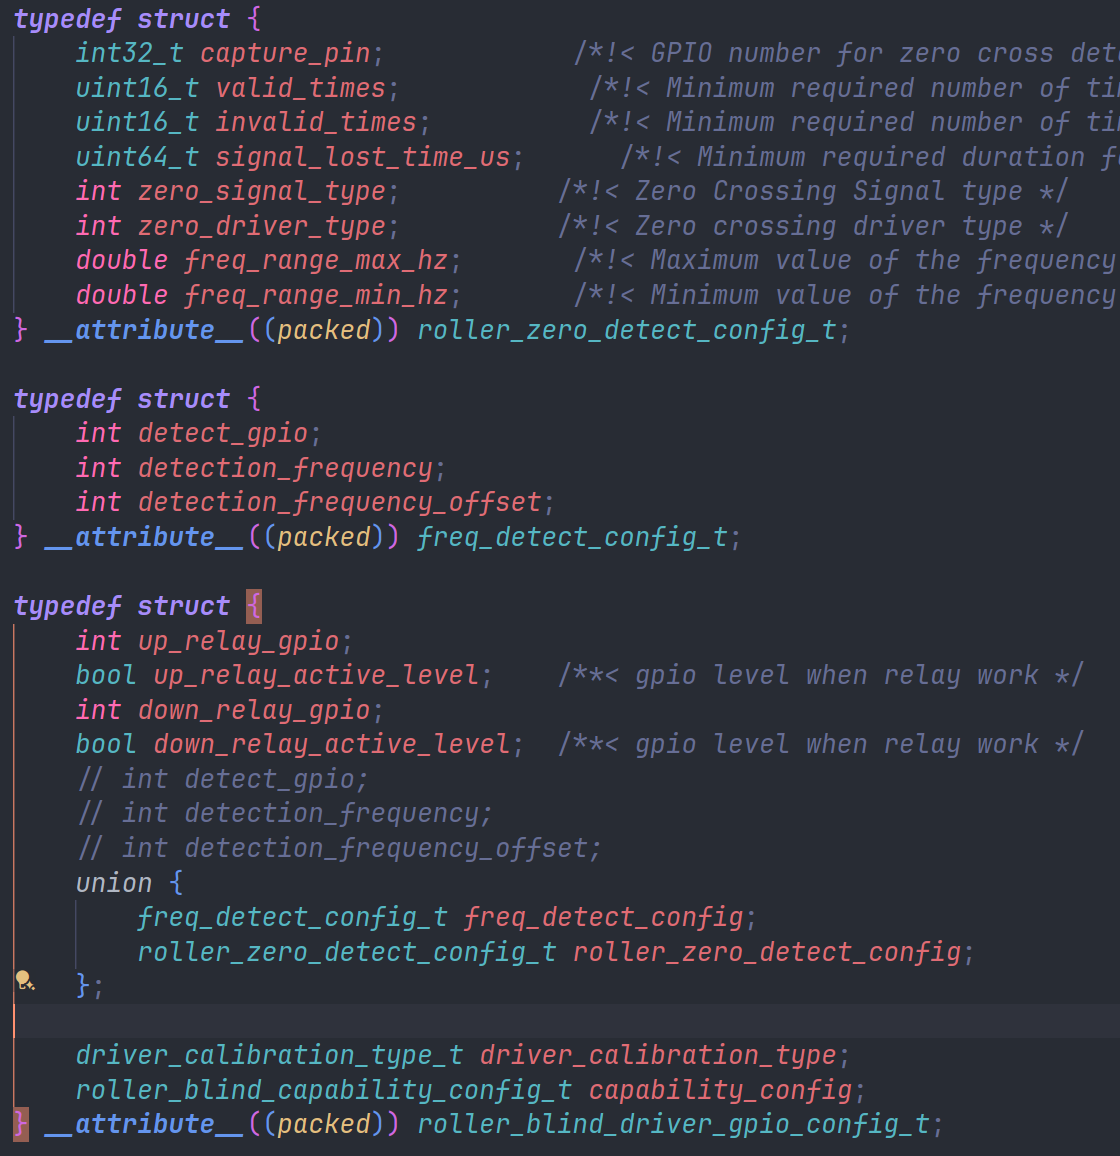 typedef struct {
    int32_t capture_pin;            /*!< GPIO number for zero cross
    uint16_t valid_times;            /*!< Minimum required number of
    uint16_t invalid_times;          /*!< Minimum required number of
    uint64_t signal_lost_time_us;      /*!< Minimum required duration
    int zero_signal_type;          /*!< Zero Crossing Signal type */
    int zero_driver_type;          /*!< Zero crossing driver type */
    double freq_range_max_hz;       /*!< Maximum value of the frequency
    double freq_range_min_hz;       /*!< Minimum value of the frequency
} __attribute__((packed)) roller_zero_detect_config_t;

typedef struct {
    int detect_gpio;
    int detection_frequency;
    int detection_frequency_offset;
} __attribute__((packed)) freq_detect_config_t;

typedef struct {
    int up_relay_gpio;
    bool up_relay_active_level;    /**< gpio level when relay work */
    int down_relay_gpio;
    bool down_relay_active_level;  /**< gpio level when relay work */
    // int detect_gpio;
    // int detection_frequency;
    // int detection_frequency_offset;
    union {
        freq_detect_config_t freq_detect_config;
        roller_zero_detect_config_t roller_zero_detect_config;
    };

    driver_calibration_type_t driver_calibration_type;
    roller_blind_capability_config_t capability_config;
} __attribute__((packed)) roller_blind_driver_gpio_config_t;